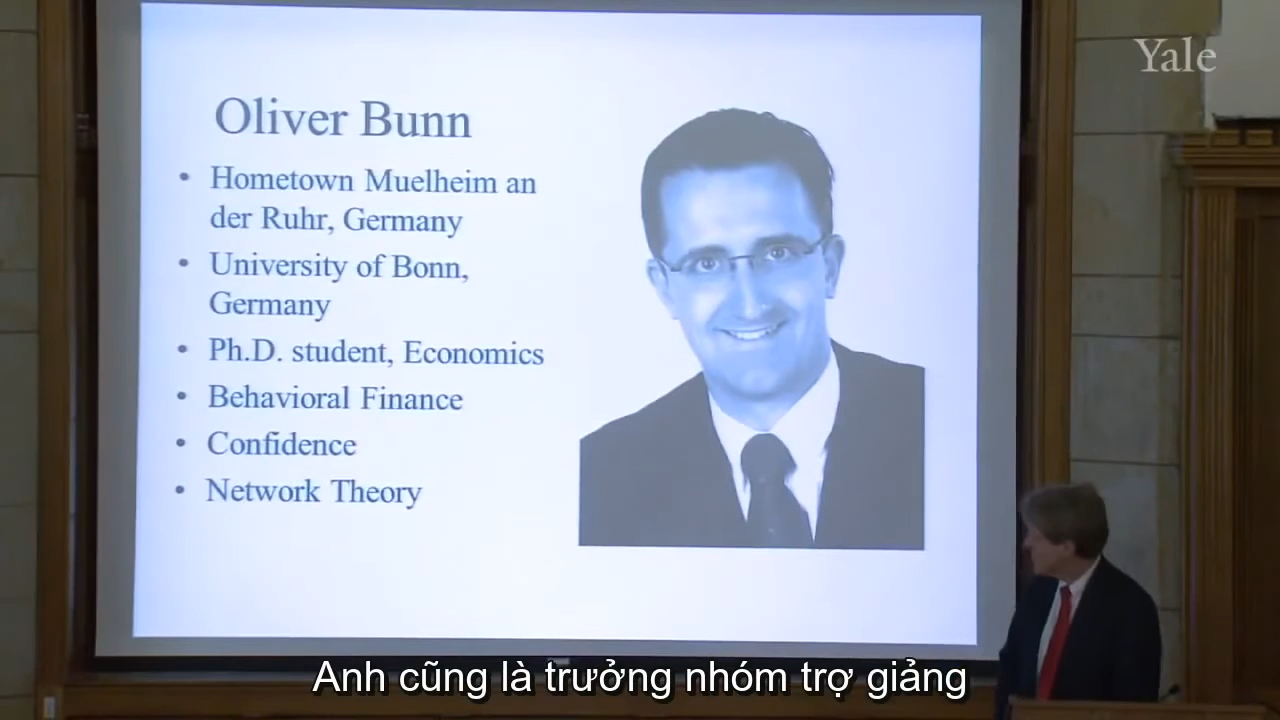 Yale
Oliver Bunn
• Hometown Muelheim an
der Ruhr, Germany
• University of Bonn,
Germany
• Ph.D. student, Economics
• Behavioral Finance
• Confidence
• Network Theory
Anh cũng là trưởng nhóm trợ giảng